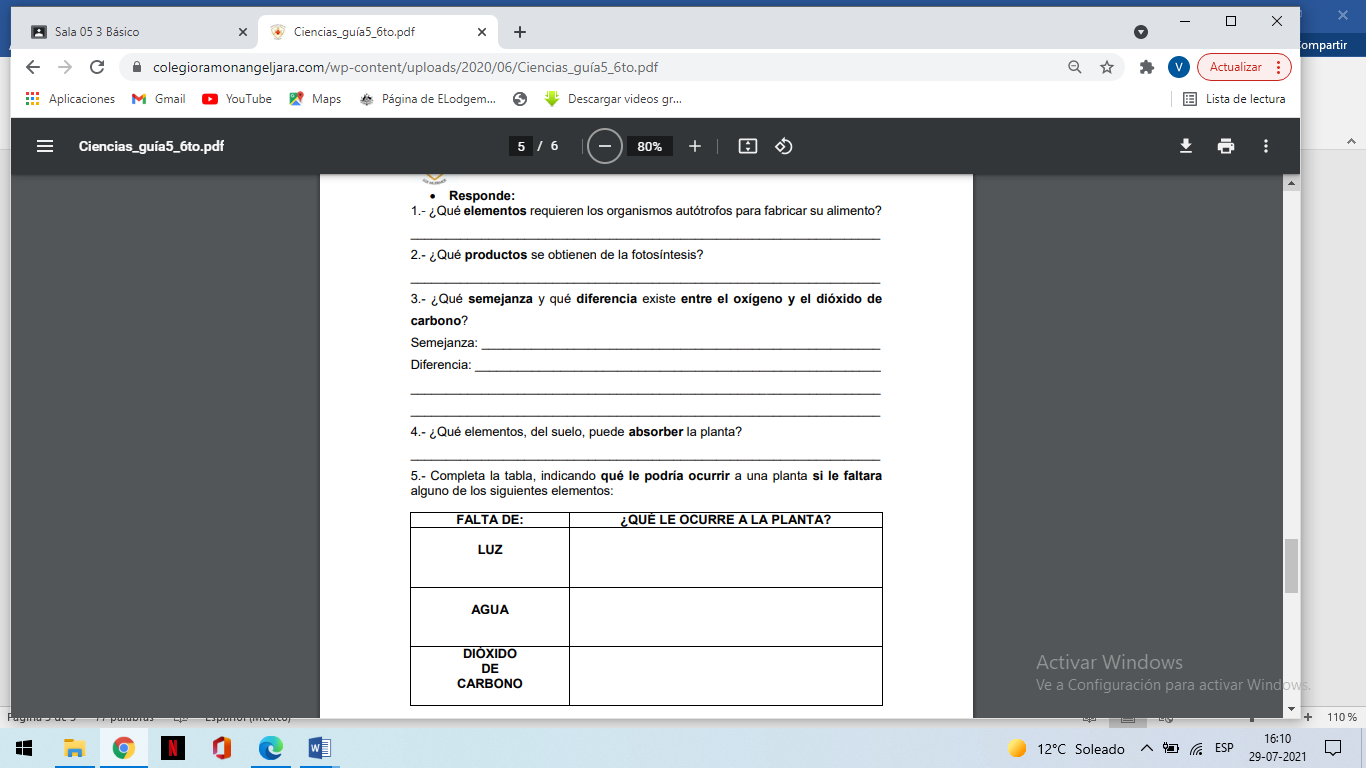 Sala 05 3 Básico
Ciencias_guía5_6to.pdf
ompartir
colegioramonangeljara.com/wp-content/uploads/2020/06/Ciencias_guía5_6to.pdf
V
Actualizar
Aplicaciones
Gmail
YouTube
Maps
Página de ELodgem...
Descargar videos gr...
Lista de lectura
Ciencias_guía5_6to.pdf
5 / 6
80%
• Responde:
1.- ¿Qué elementos requieren los organismos autótrofos para fabricar su alimento?
2.- ¿Qué productos se obtienen de la fotosíntesis?
3.- ¿Qué semejanza y qué diferencia existe entre el oxígeno y el dióxido de
carbono?
Semejanza:
Diferencia:
4.- ¿Qué elementos, del suelo, puede absorber la planta?
5.- Completa la tabla, indicando qué le podría ocurrir a una planta si le faltara
alguno de los siguientes elementos:
FALTA DE:
¿QUÉ LE OCURRE A LA PLANTA?
LUZ
AGUA
DIÓXIDO
DE
CARBONO
Activar Windows
Ve a Configuración para activar Windows.
77 palabras
Español (México)
110 %
12°C Soleado
ESP
16:10
29-07-2021